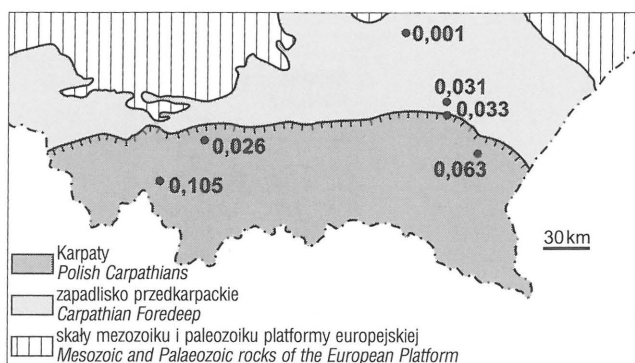 0,001
0,031
0,033
0,026
0,063
0,105
30 km
Karpaty
Polish Carpathians
zapadlisko przedkarpackie
Carpathian Foredeep
skały mezozoiku i paleozoiku platformy europejskiej
Mesozoic and Palaeozoic rocks of the European Platform